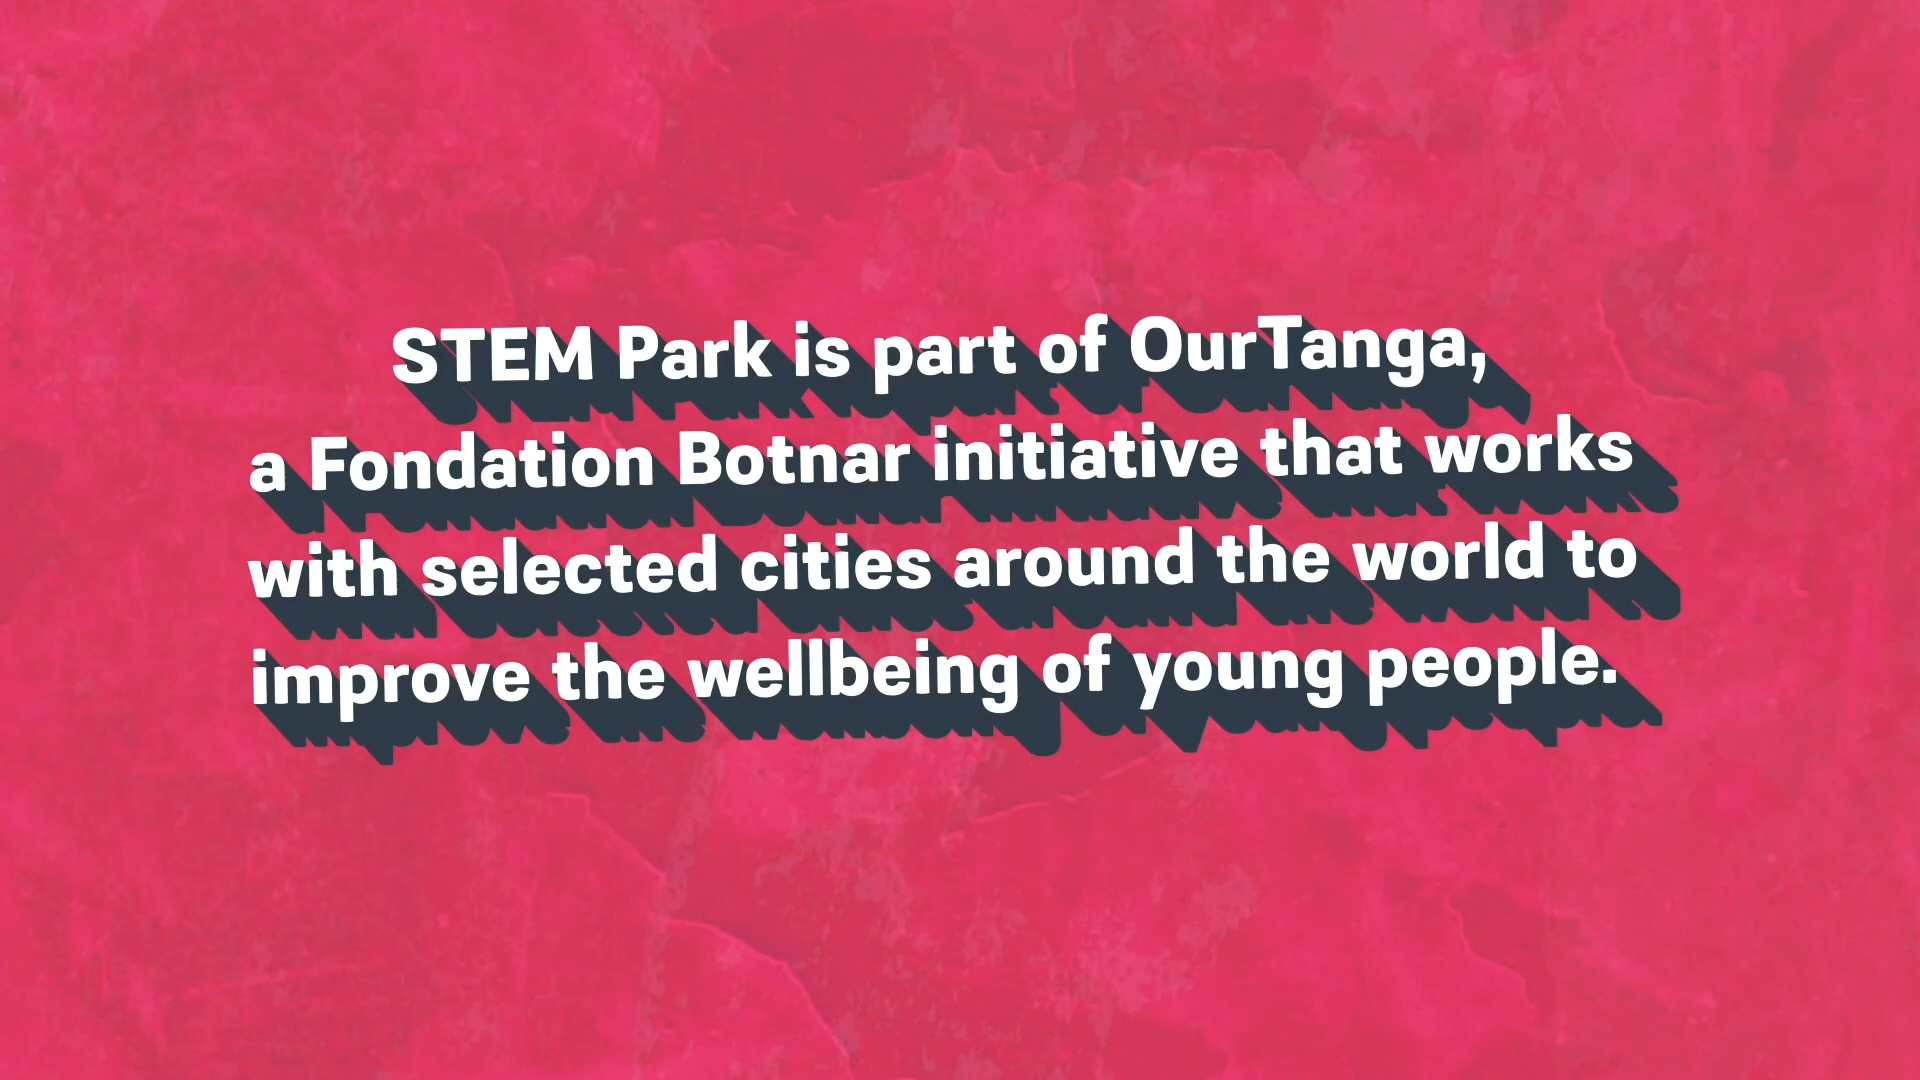 STEM Park is part of OurTanga,
a Fondation Botnar initiative that works
with selected cities around the world to
improve the wellbeing of young people.